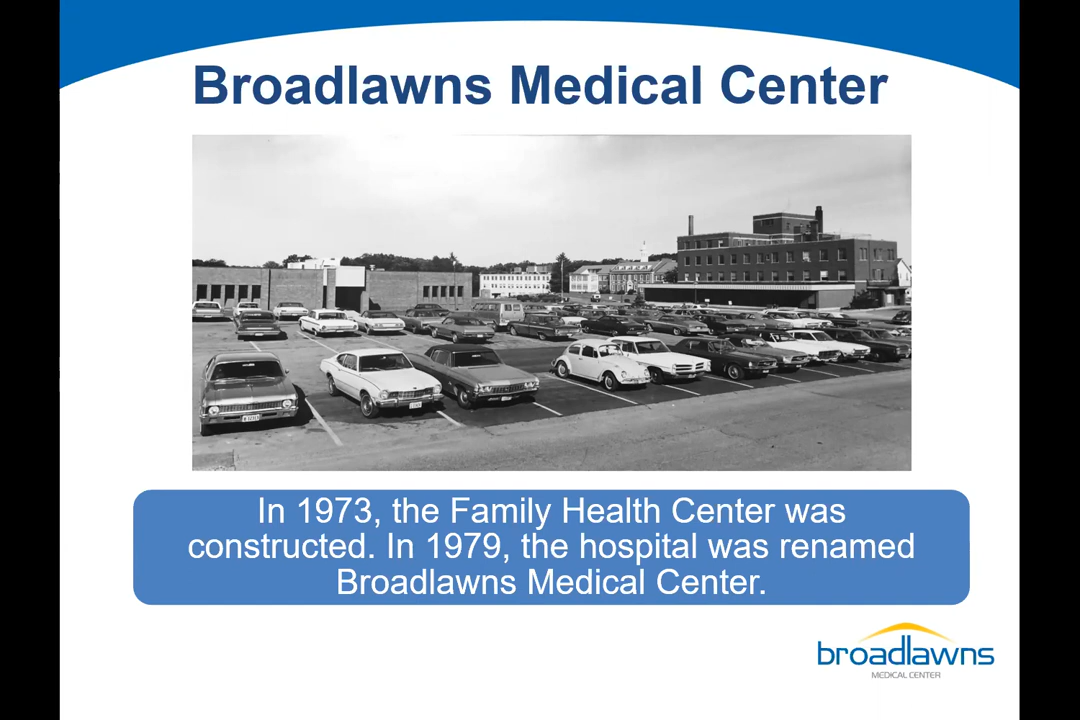 Broadlawns Medical Center
In 1973, the Family Health Center was
constructed. In 1979, the hospital was renamed
Broadlawns Medical Center.
broadlawns
MEDICAL CENTER